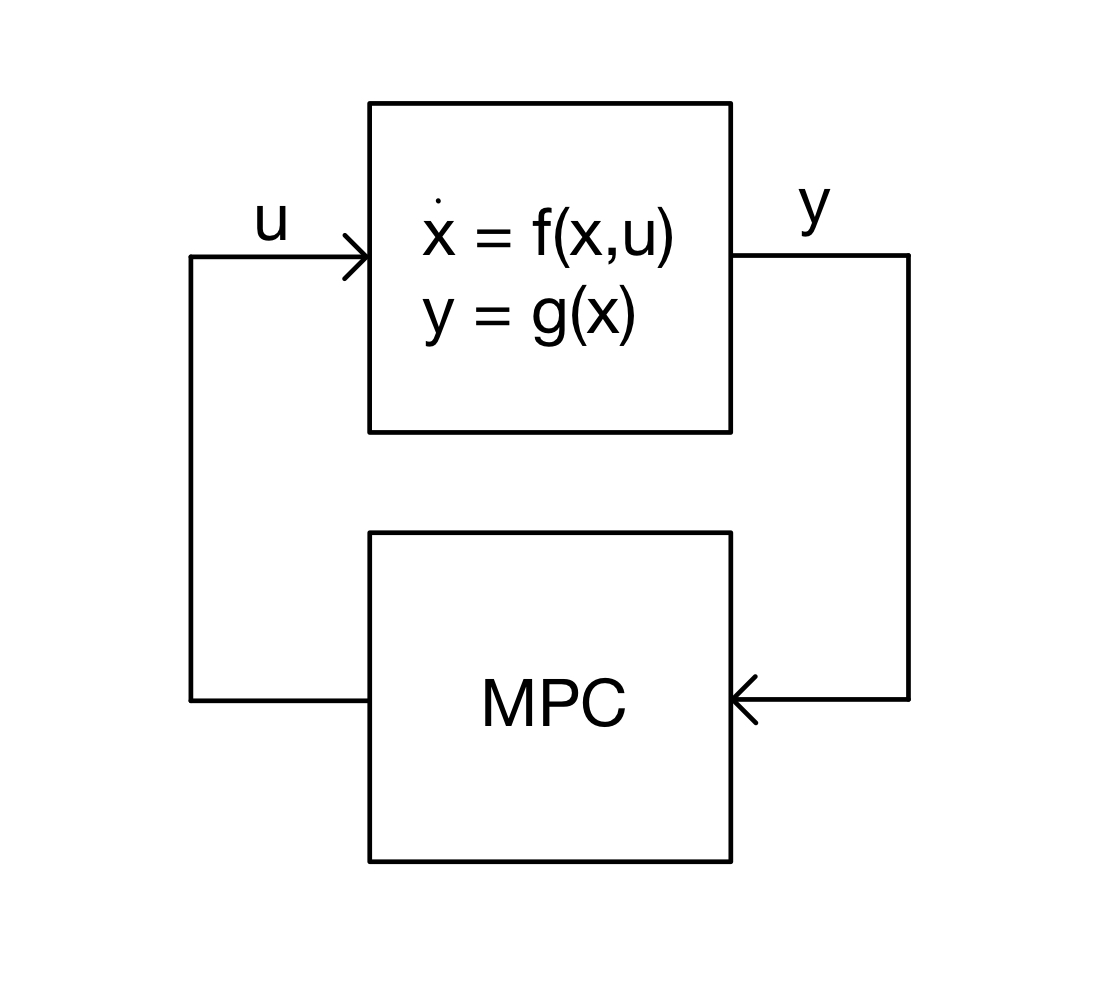 u
y
ẋ = f(x,u)
y = g(x)
MPC